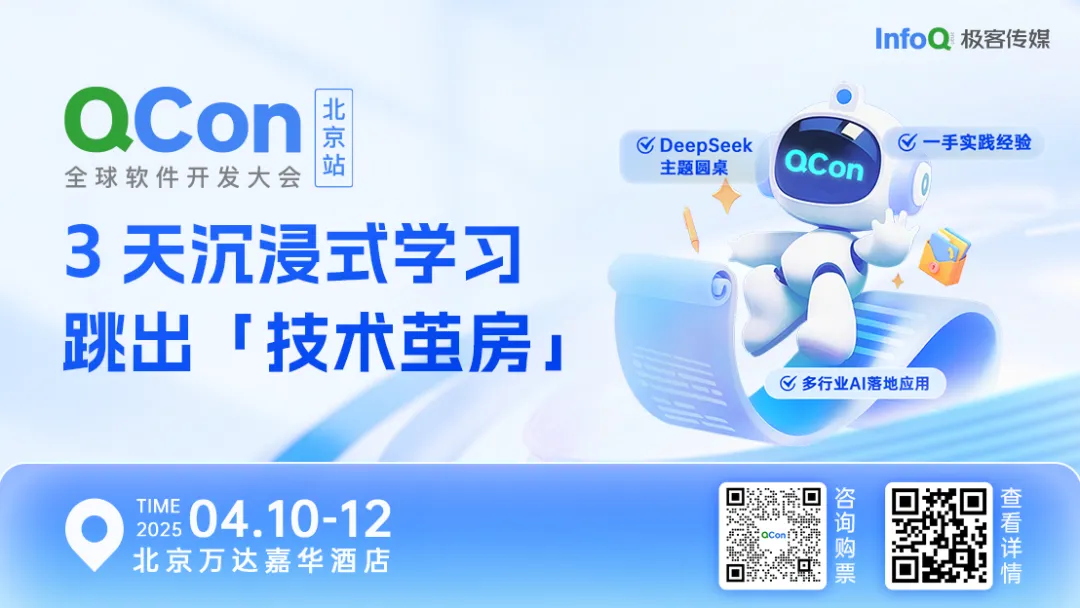 InfoQ 极客传媒
QCon
北京站
全球软件开发大会
3 天沉浸式学习
跳出「技术茧房」
DeepSeek
主题圆桌
一手实践经验
QCon
多行业AI落地应用
TIME
2025
04.10-12
北京万达嘉华酒店
QCon
咨询购票
查看详情